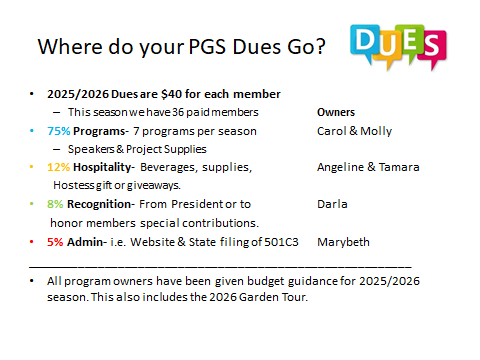 Where do your PGS Dues Go?
DUES
• 2025/2026 Dues are $40 for each member
– This season we have 36 paid members
Owners
• 75% Programs- 7 programs per season
Carol & Molly
– Speakers & Project Supplies
• 12% Hospitality- Beverages, supplies,
Angeline & Tamara
Hostess gift or giveaways.
• 8% Recognition- From President or to
Darla
honor members special contributions.
• 5% Admin- i.e. Website & State filing of 501C3
Marybeth
• All program owners have been given budget guidance for 2025/2026
season. This also includes the 2026 Garden Tour.